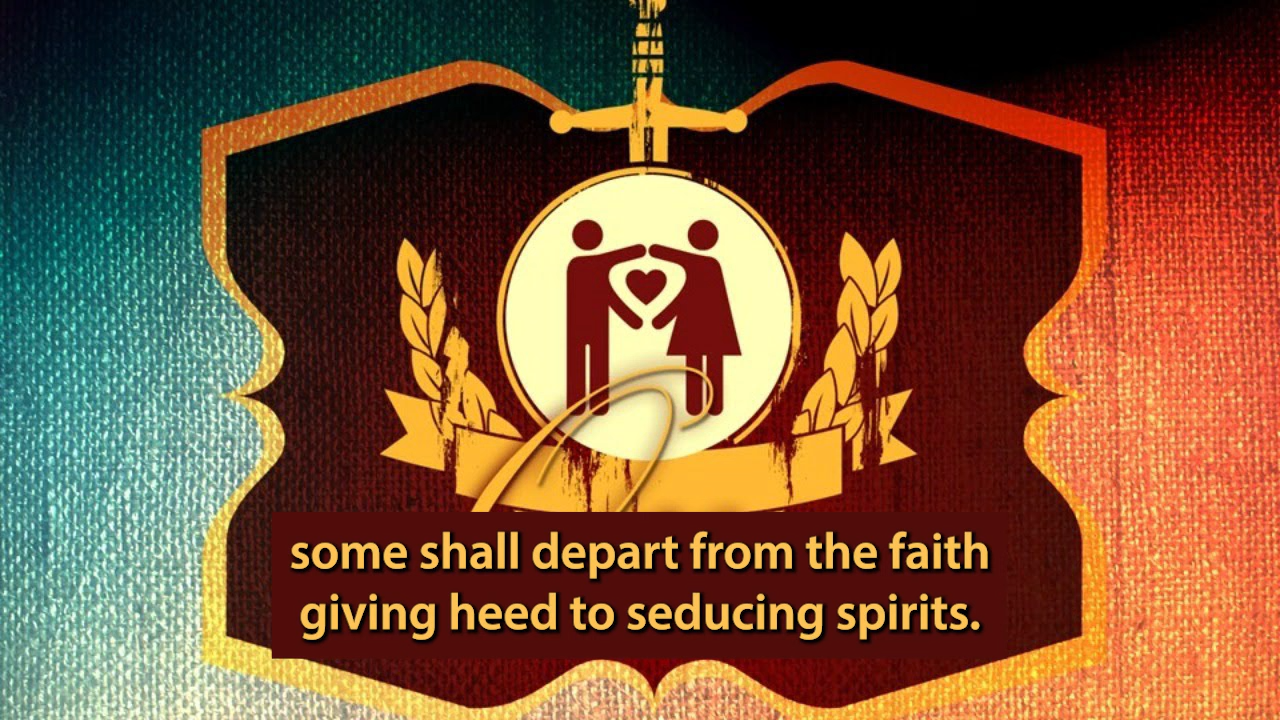 some shall depart from the faith
giving heed to seducing spirits.